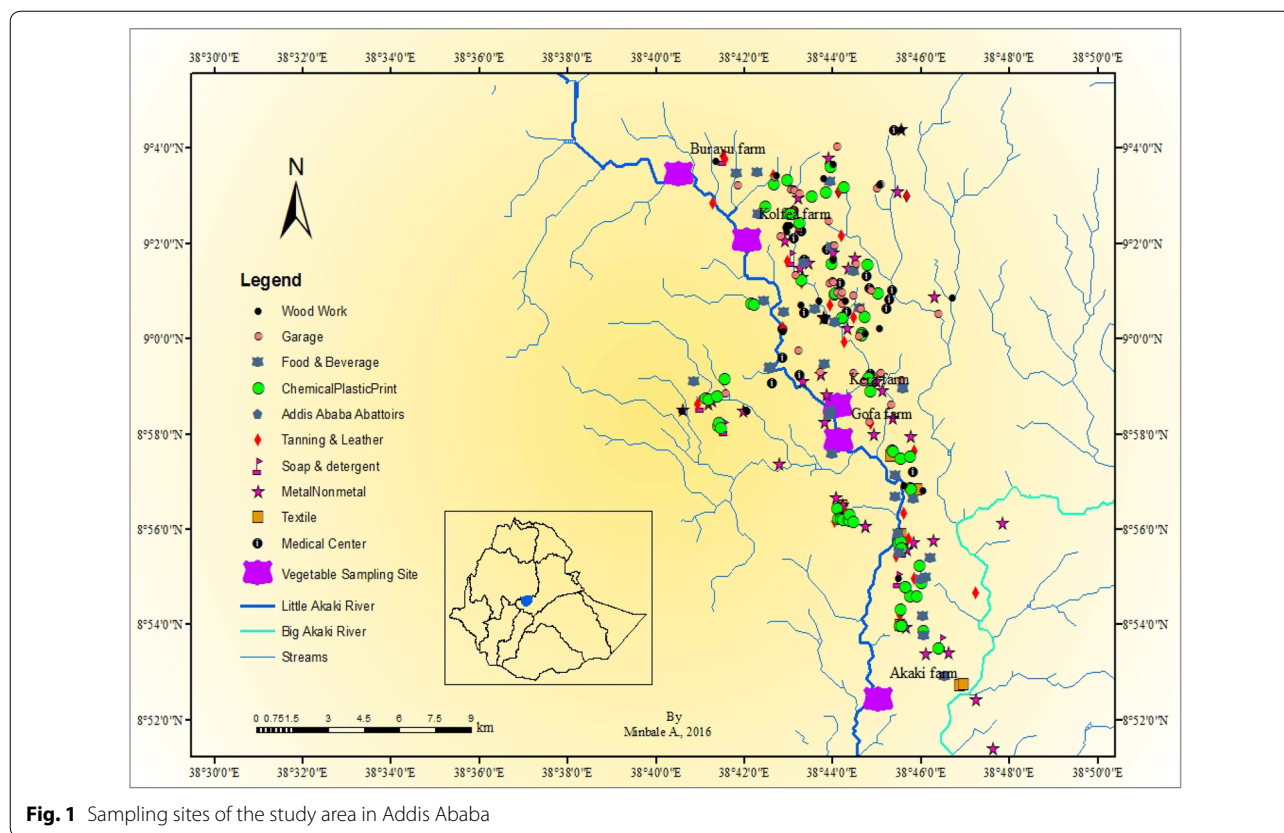 38°30'0"E 38°32'0"E 38°34'0"E 38°36'0"E 38°38'0"E 38°40'0"E 38°42'0"E 38°44'0"E 38°46'0"E 38°48'0"E 38°50'0"E
9°4'0"N 9°4'0"N
Burayu farm
N
Kolfea farm
9°2'0"N 9°2'0"N
Legend
Wood Work
9°0'0"N 9°0'0"N
Garage
Food & Beverage
ChemicalPlasticPrint
Kera farm
Addis Ababa Abattoirs
Gofa farm
Tanning & Leather
8°58'0"N 8°58'0"N
Soap & detergent
MetalNonmetal
Textile
8°56'0"N 8°56'0"N
Medical Center
Vegetable Sampling Site
Little Akaki River
Big Akaki River
8°54'0"N 8°54'0"N
Streams
Akaki farm
8°52'0"N 8°52'0"N
0 0.75 1.5 3 4.5 6 7.5 9
km
By
Minbale A., 2016
38°30'0"E 38°32'0"E 38°34'0"E 38°36'0"E 38°38'0"E 38°40'0"E 38°42'0"E 38°44'0"E 38°46'0"E 38°48'0"E 38°50'0"E
Fig. 1 Sampling sites of the study area in Addis Ababa